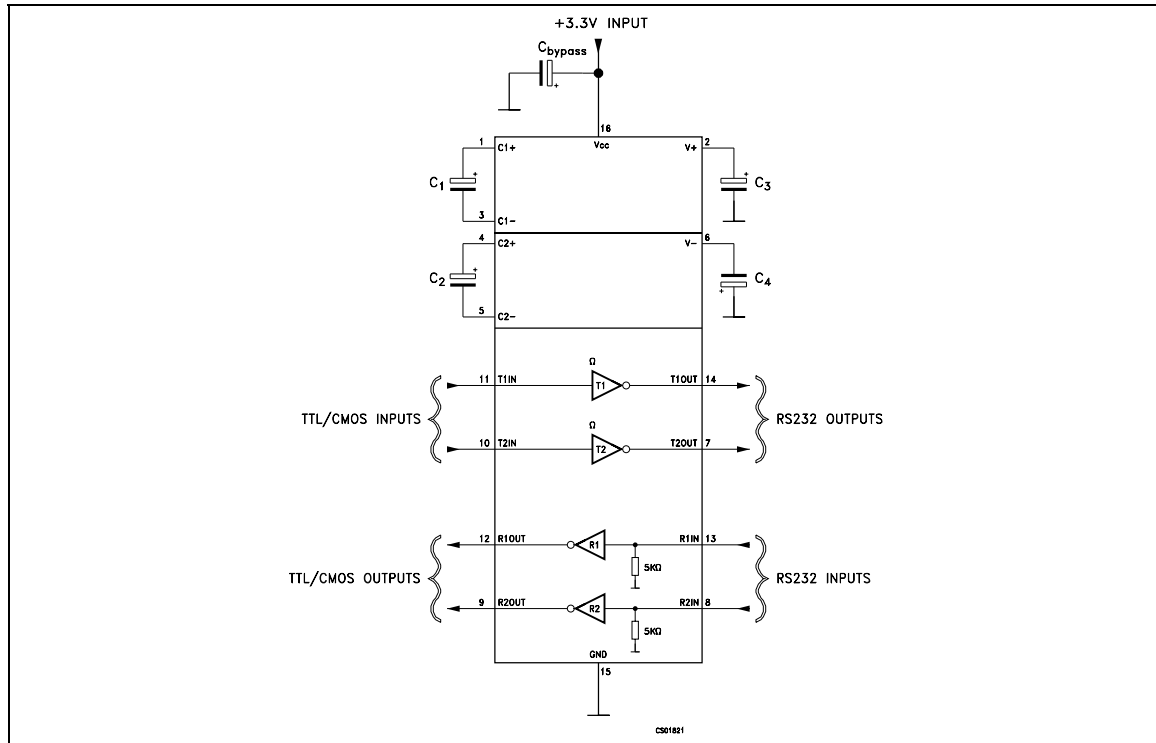 +3.3V INPUT
Cbypass
+
16
1 C1+ Vcc V+ 2
C1 + + C3
3 C1-
4 C2+ V- 6
C2 + + C4
5 C2-
Ω
11 T1IN T1 T1OUT 14
TTL/CMOS INPUTS RS232 OUTPUTS
Ω
10 T2IN T2 T2OUT 7
12 R1OUT R1 R1IN 13
5KΩ
TTL/CMOS OUTPUTS RS232 INPUTS
9 R2OUT R2 R2IN 8
5KΩ
GND
15
CS01821